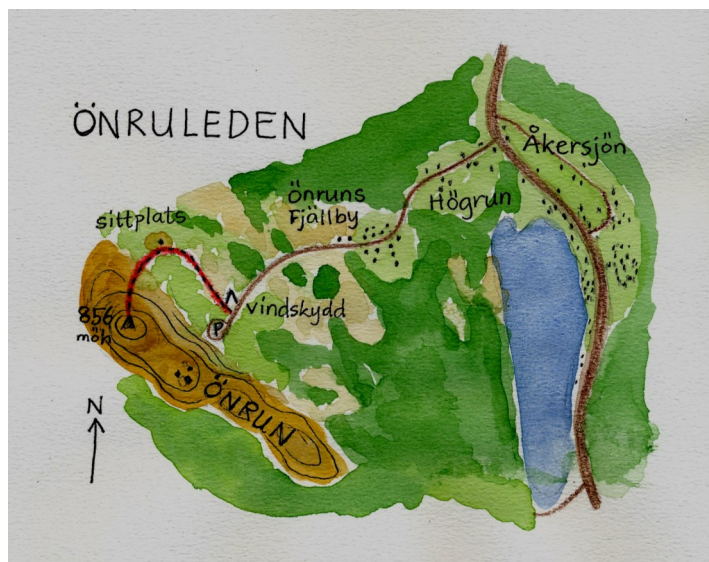 ÖNRULEDEN
Åkersjön
Önruns
Fjällby
Högrun
sittplats
vindskydd
856
möh
P
ÖNRUN
N